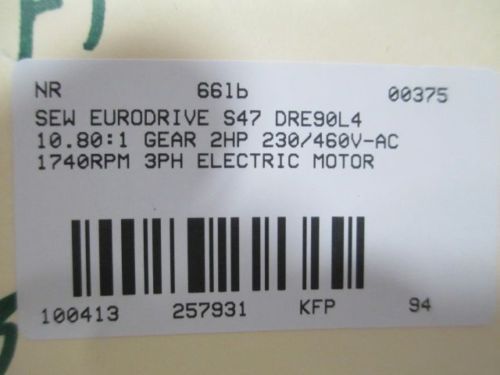 NR 66lb 00375
SEW EURODRIVE S47 DRE90L4
10.80:1 GEAR 2HP 230/460V-AC
1740RPM 3PH ELECTRIC MOTOR
100413 257931 KFP 94